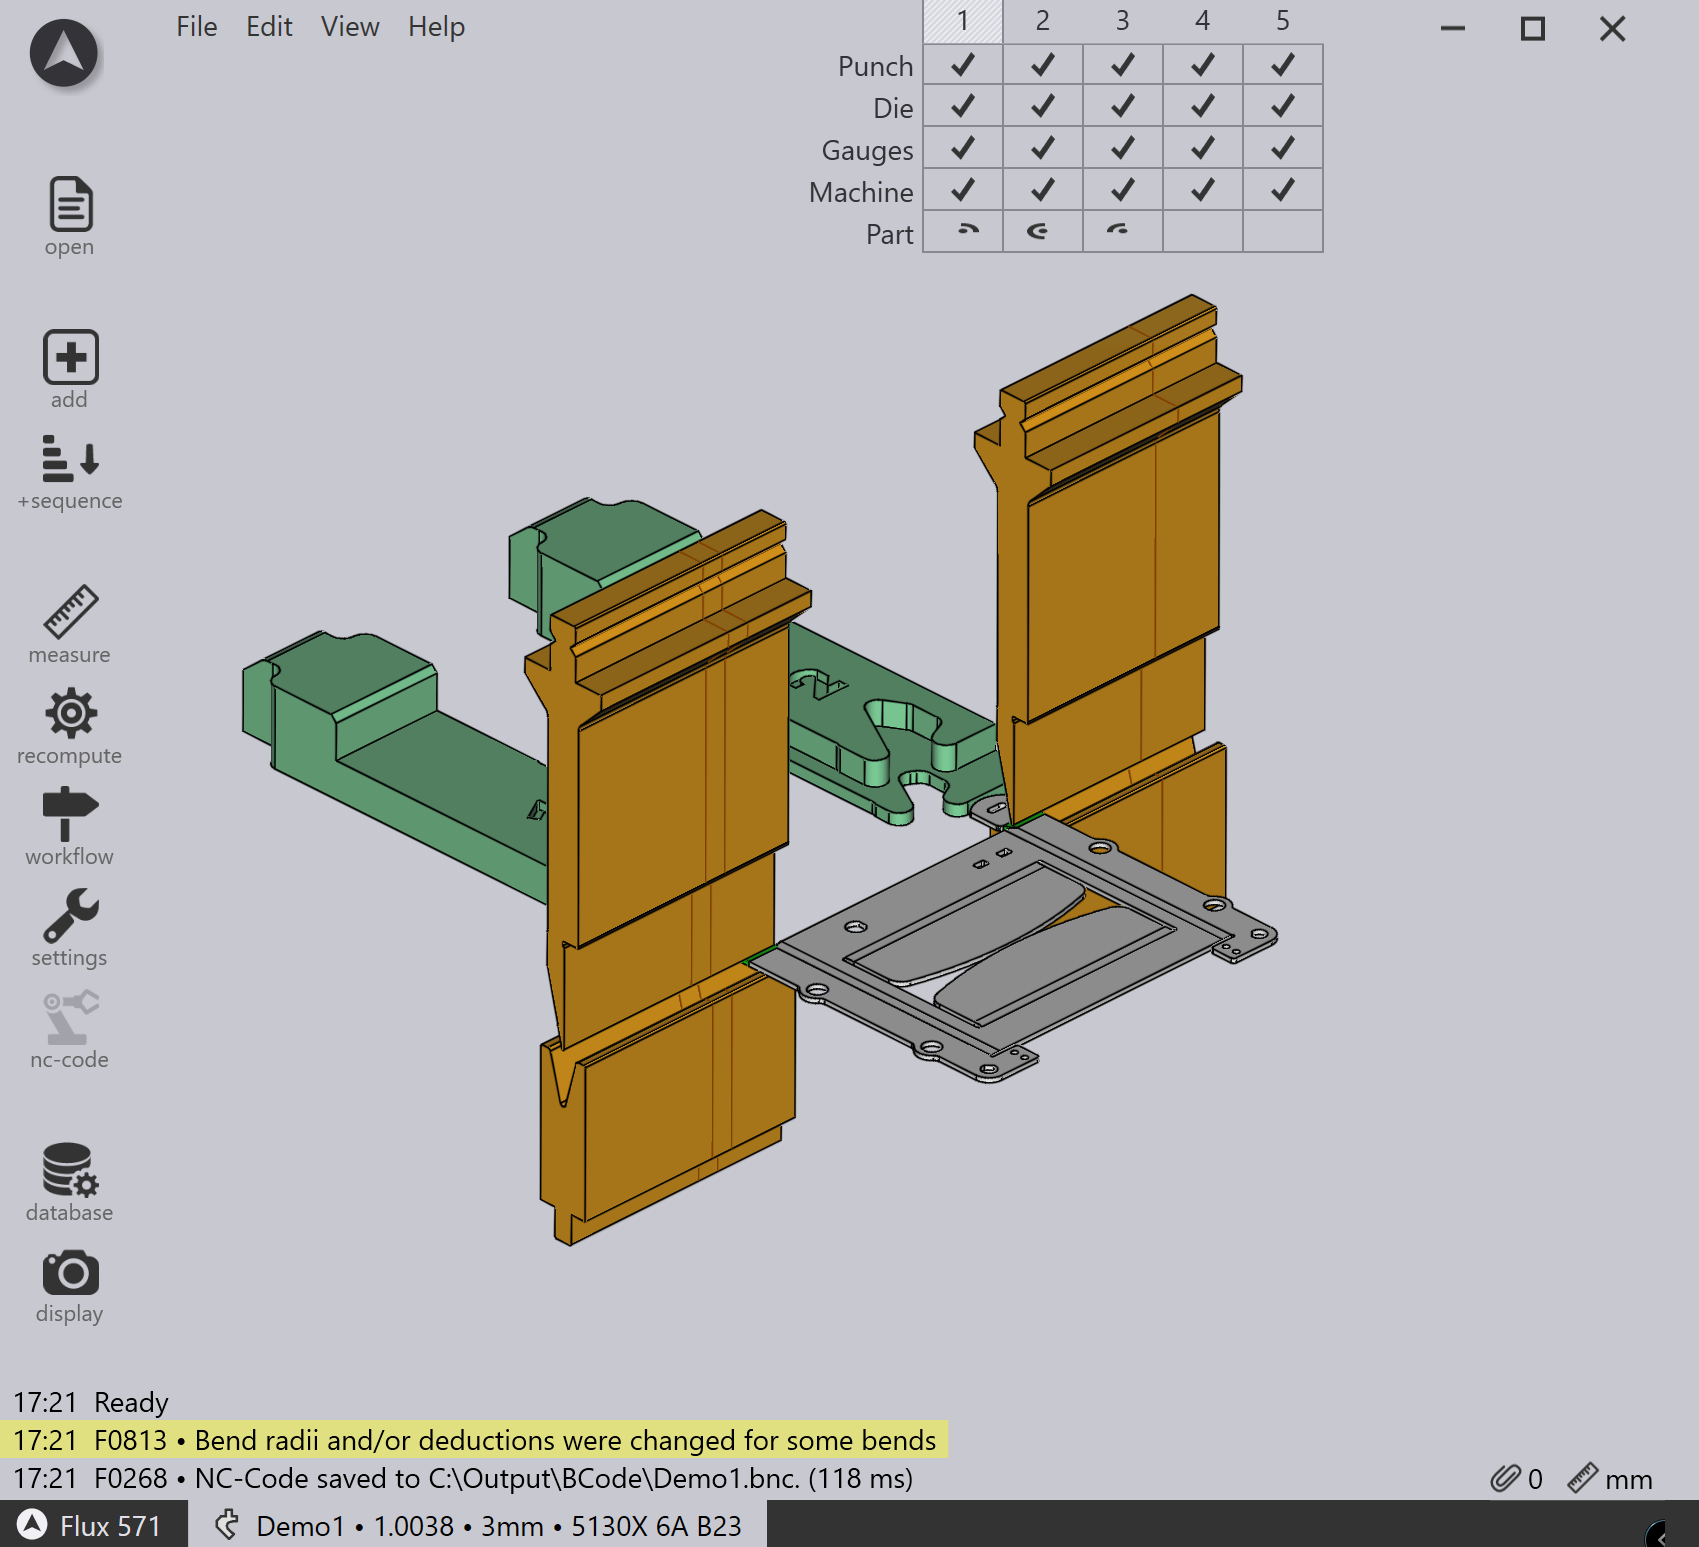 File Edit View Help
1 2 3 4 5
Punch
Die
Gauges
Machine
Part
open
add
+sequence
measure
recompute
workflow
settings
nc-code
database
display
2
17:21 Ready
17:21 F0813 • Bend radii and/or deductions were changed for some bends
17:21 F0268 • NC-Code saved to C:\Output\BCode\Demo1.bnc. (118 ms)
0 mm
Flux 571
Demo1 • 1.0038 • 3mm • 5130X 6A B23